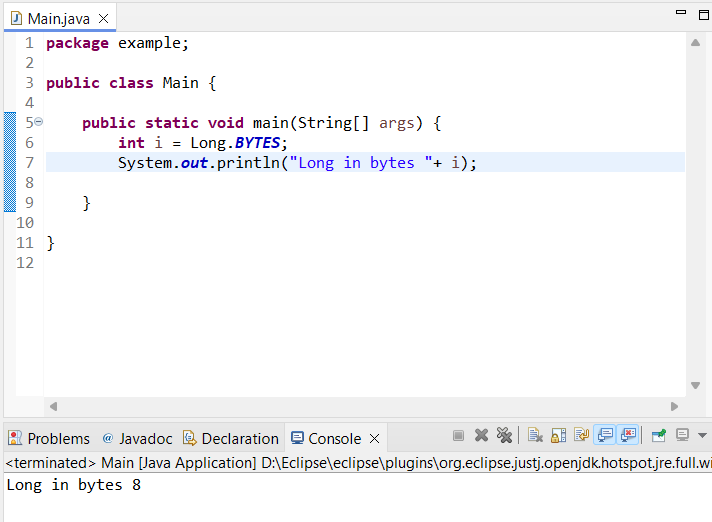 Main.java
1 package example;
2
3 public class Main {
4
5 public static void main(String[] args) {
6 int i = Long.BYTES;
7 System.out.println("Long in bytes "+ i);
8
9 }
10
11 }
12
Problems @ Javadoc Declaration Console
<terminated> Main [Java Application] D:\Eclipse\eclipse\plugins\org.eclipse.justj.openjdk.hotspot.jre.full.wi
Long in bytes 8